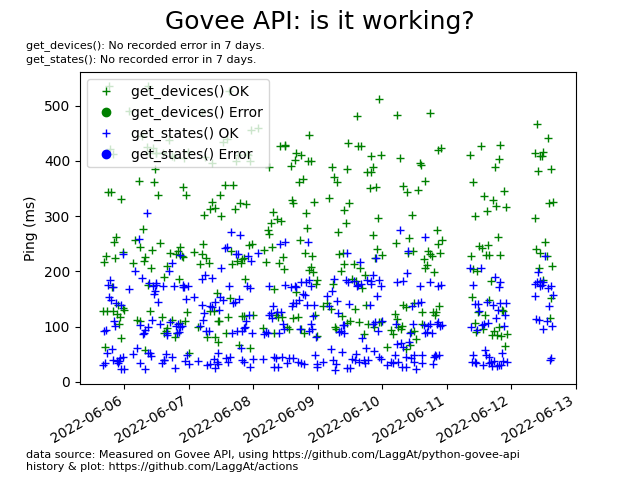 Govee API: is it working?
get_devices(): No recorded error in 7 days.
get_states(): No recorded error in 7 days.
get_devices() OK
get_devices() Error
get_states() OK
get_states() Error
Ping (ms)
500
400
300
200
100
0
2022-06-06
2022-06-07
2022-06-08
2022-06-09
2022-06-10
2022-06-11
2022-06-12
2022-06-13
data source: Measured on Govee API, using https://github.com/LaggAt/python-govee-api
history & plot: https://github.com/LaggAt/actions